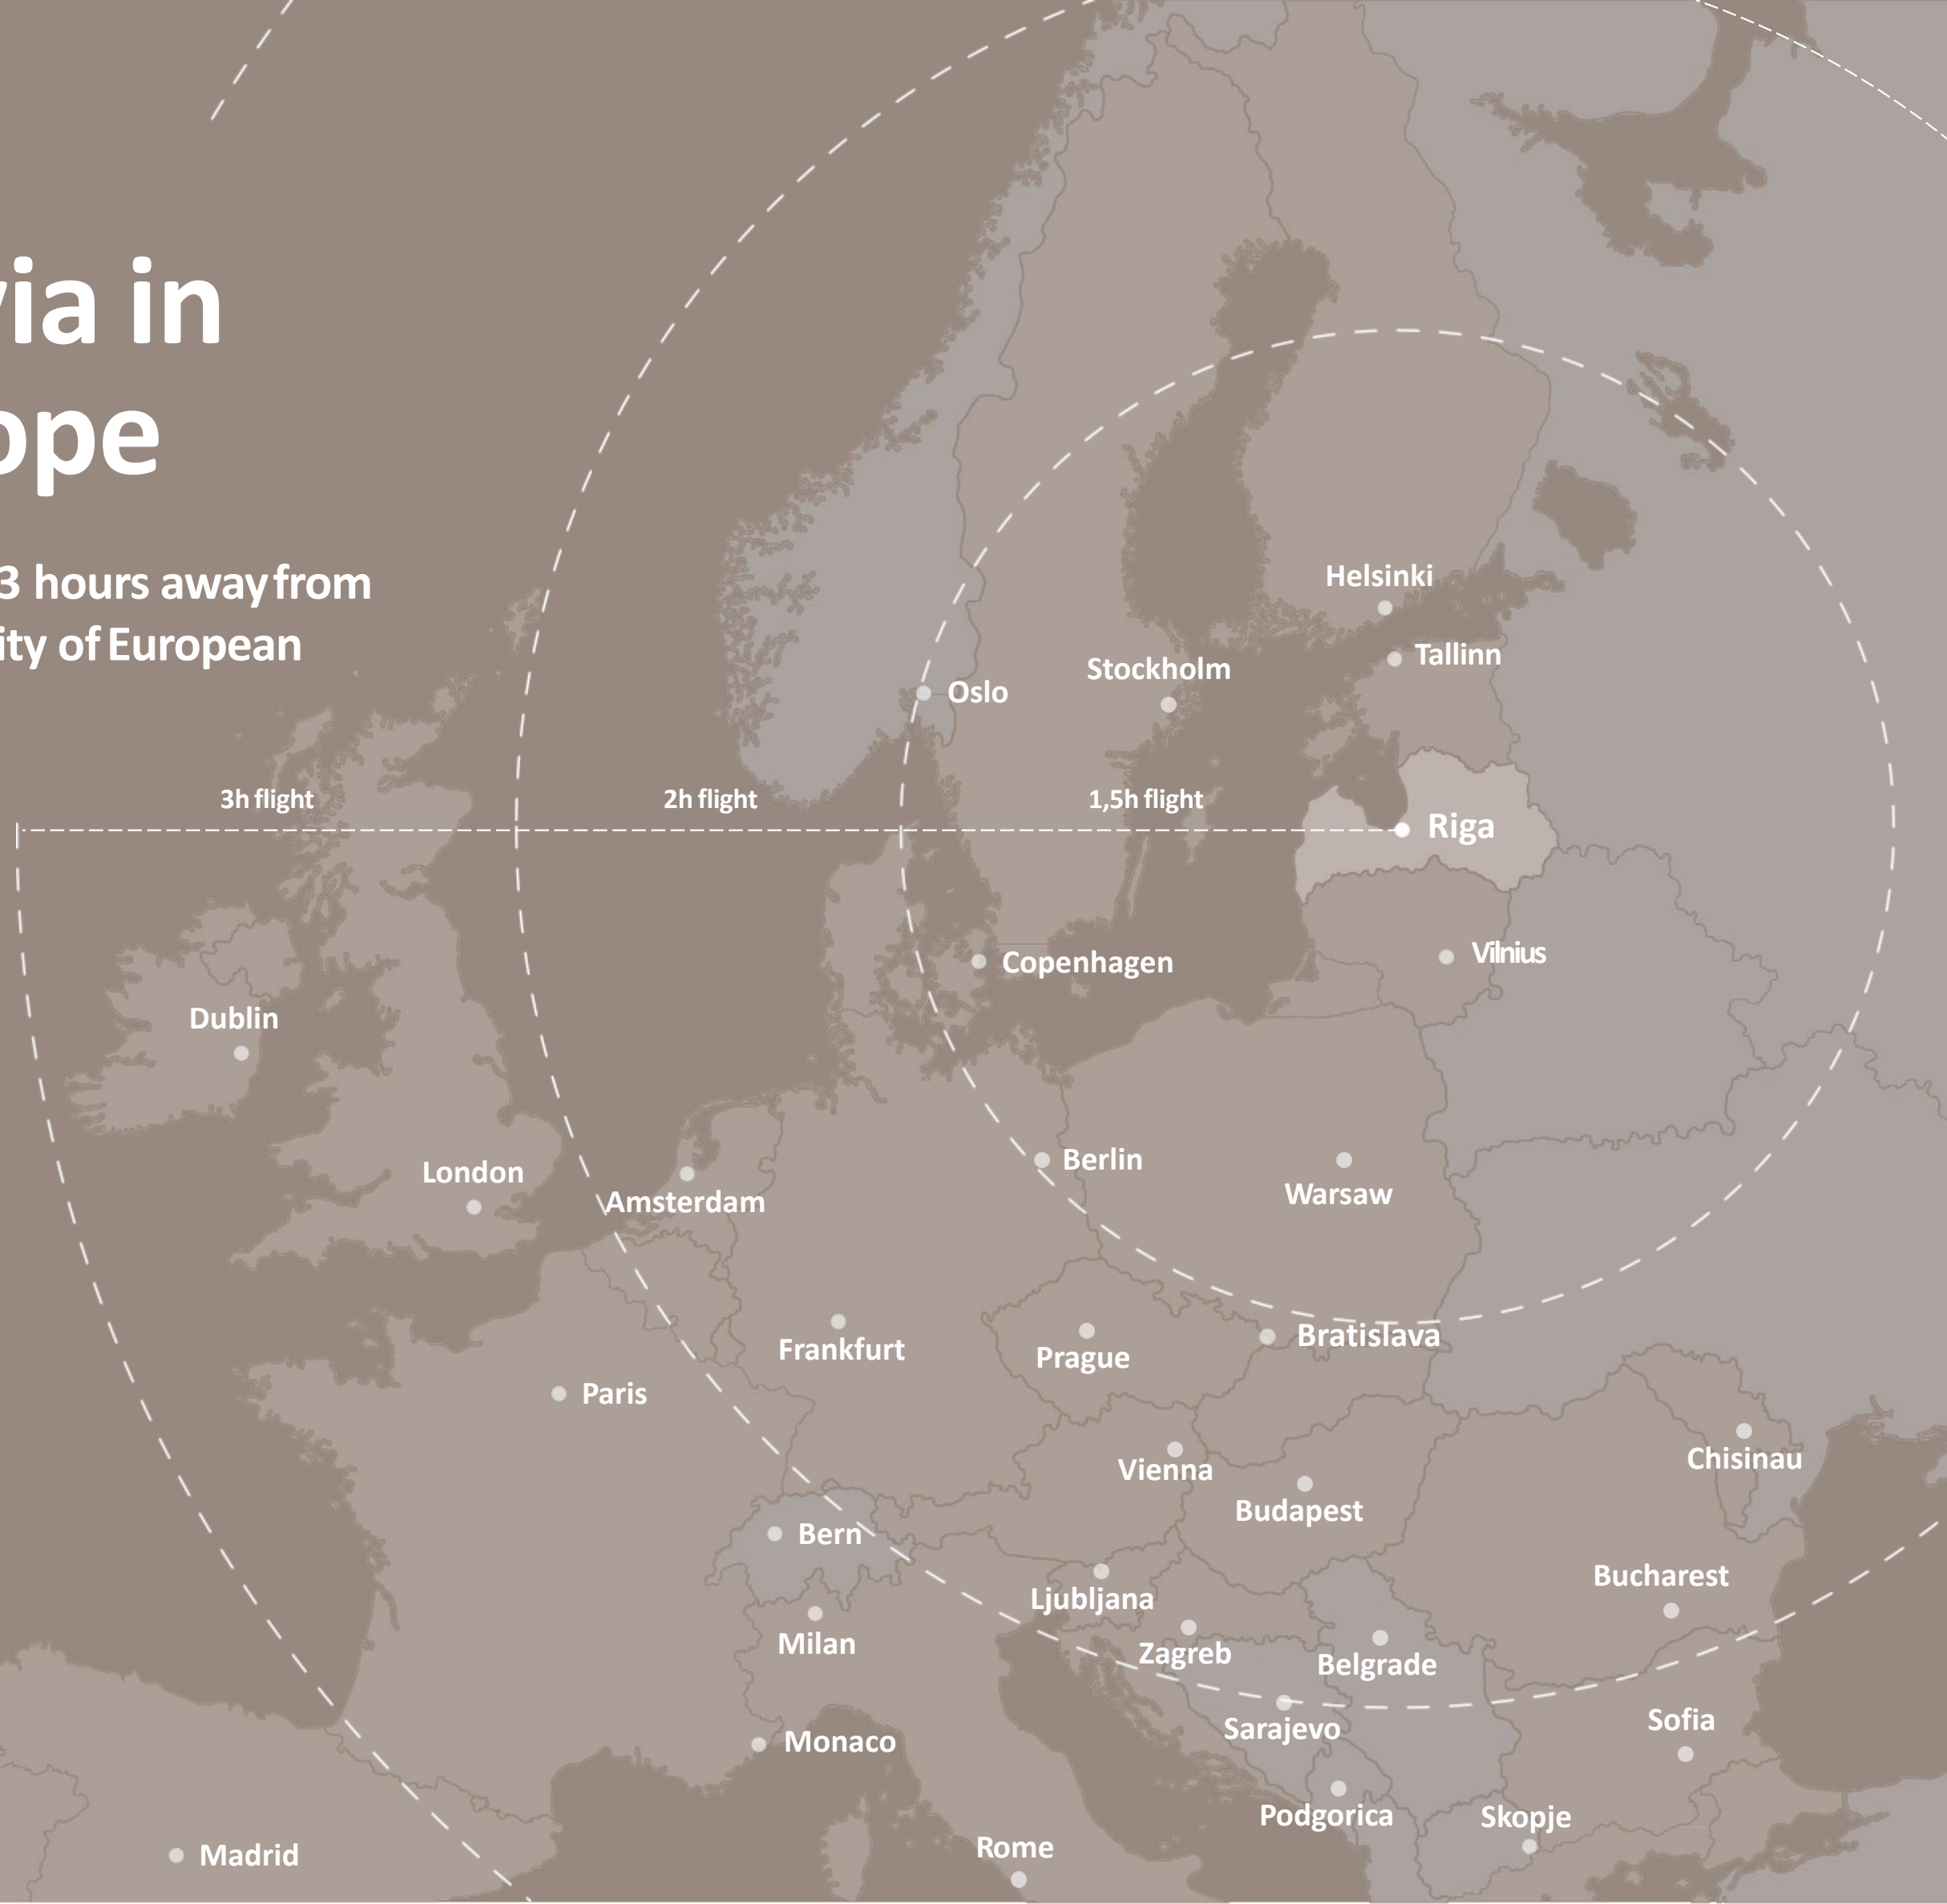 via in
ope
3 hours away from
ity of European
Helsinki
Tallinn
Stockholm
Oslo
3h flight
2h flight
1,5h flight
Riga
Vilnius
Copenhagen
Dublin
Berlin
London
Amsterdam
Warsaw
Frankfurt
Prague
Bratislava
Paris
Vienna
Chisinau
Budapest
Bern
Ljubljana
Bucharest
Milan
Zagreb
Belgrade
Sarajevo
Sofia
Monaco
Podgorica
Skopje
Madrid
Rome